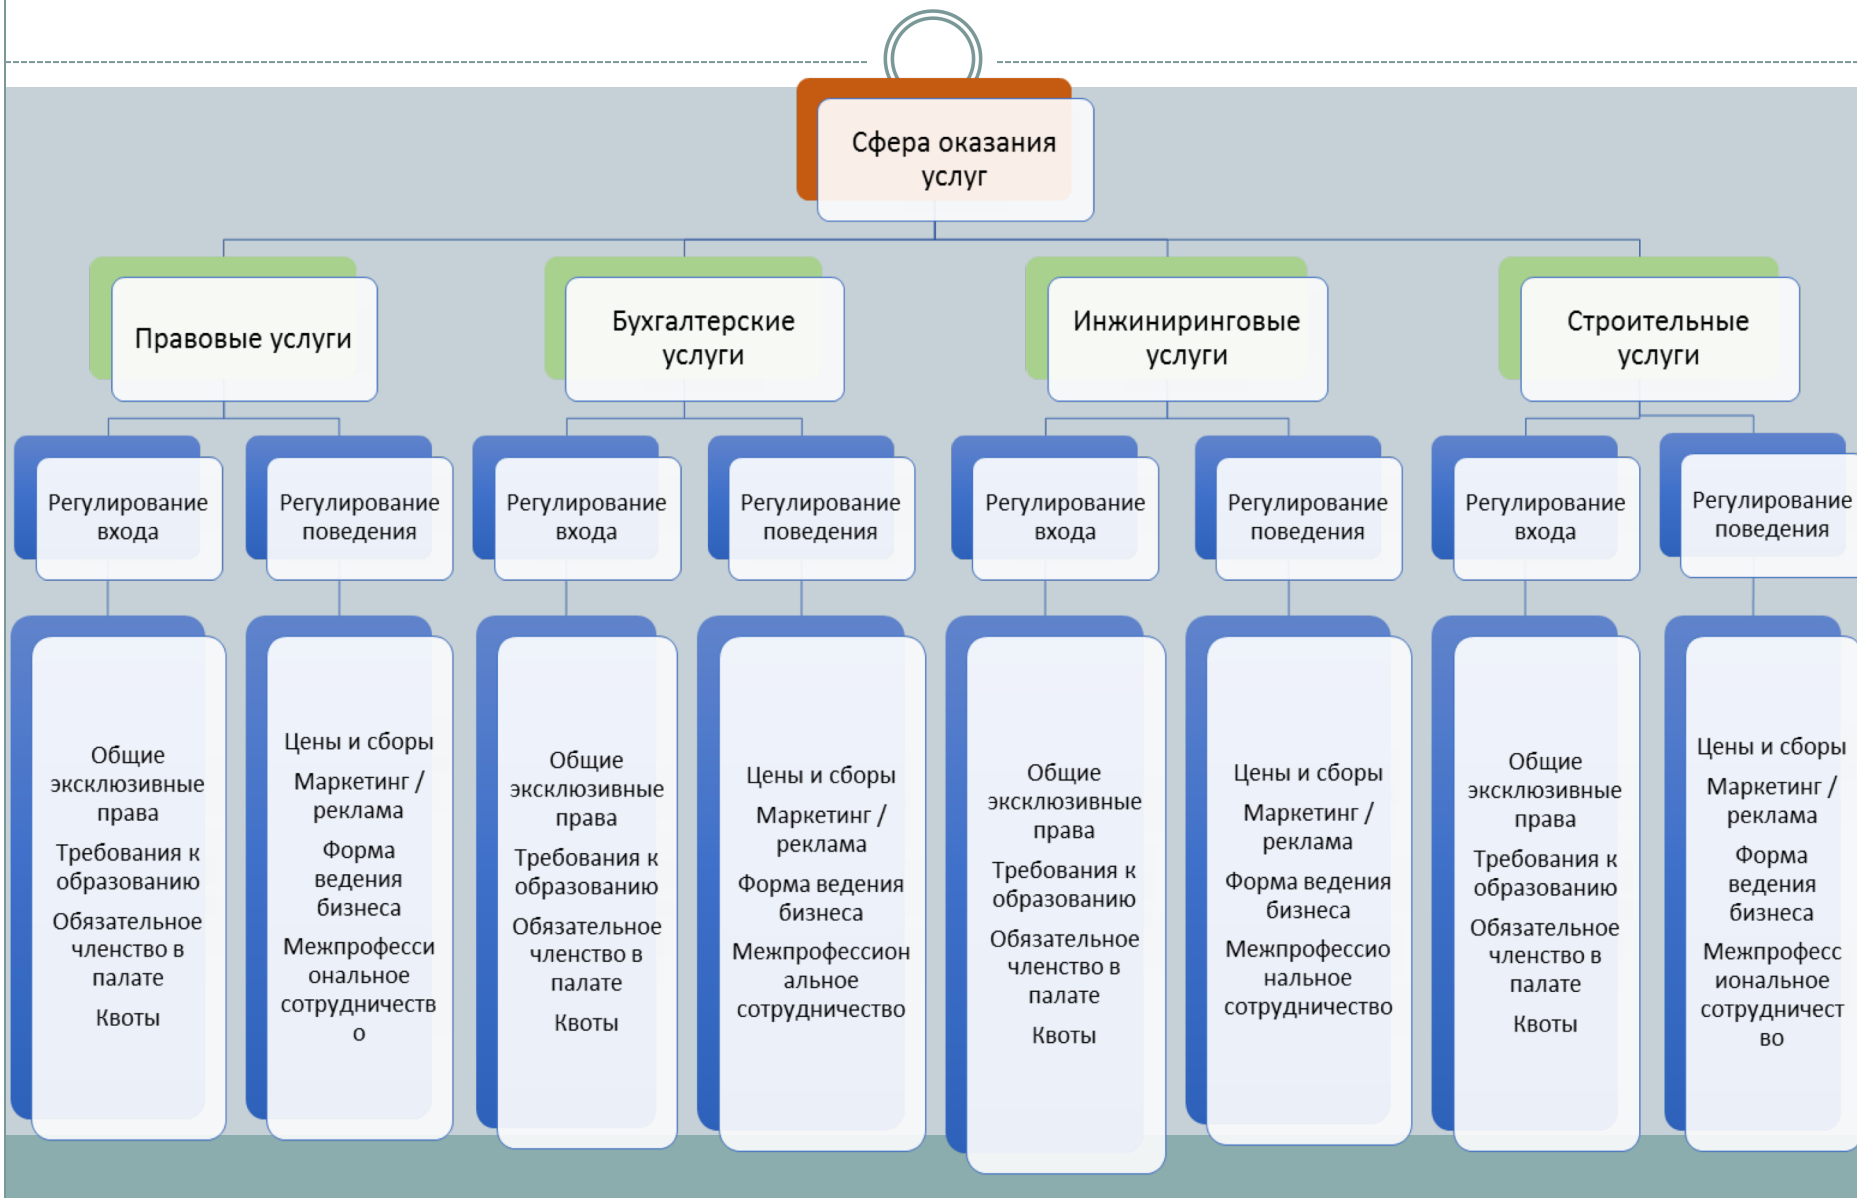 Сфера оказания
услуг
Правовые услуги
Бухгалтерские
услуги
Инжиниринговые
услуги
Строительные
услуги
Регулирование
входа
Регулирование
поведения
Регулирование
входа
Регулирование
поведения
Регулирование
входа
Регулирование
поведения
Регулирование
входа
Регулирование
поведения
Общие
эксклюзивные
права
Требования к
образованию
Обязательное
членство в
палате
Квоты
Цены и сборы
Маркетинг /
реклама
Форма
ведения
бизнеса
Межпрофесси
ональное
сотрудничеств
о
Общие
эксклюзивные
права
Требования к
образованию
Обязательное
членство в
палате
Квоты
Цены и сборы
Маркетинг /
реклама
Форма ведения
бизнеса
Межпрофессион
альное
сотрудничество
Общие
эксклюзивные
права
Требования к
образованию
Обязательное
членство в
палате
Квоты
Цены и сборы
Маркетинг /
реклама
Форма ведения
бизнеса
Межпрофессио
нальное
сотрудничество
Общие
эксклюзивные
права
Требования к
образованию
Обязательное
членство в
палате
Квоты
Цены и сборы
Маркетинг /
реклама
Форма
ведения
бизнеса
Межпрофесс
иональное
сотрудничест
во